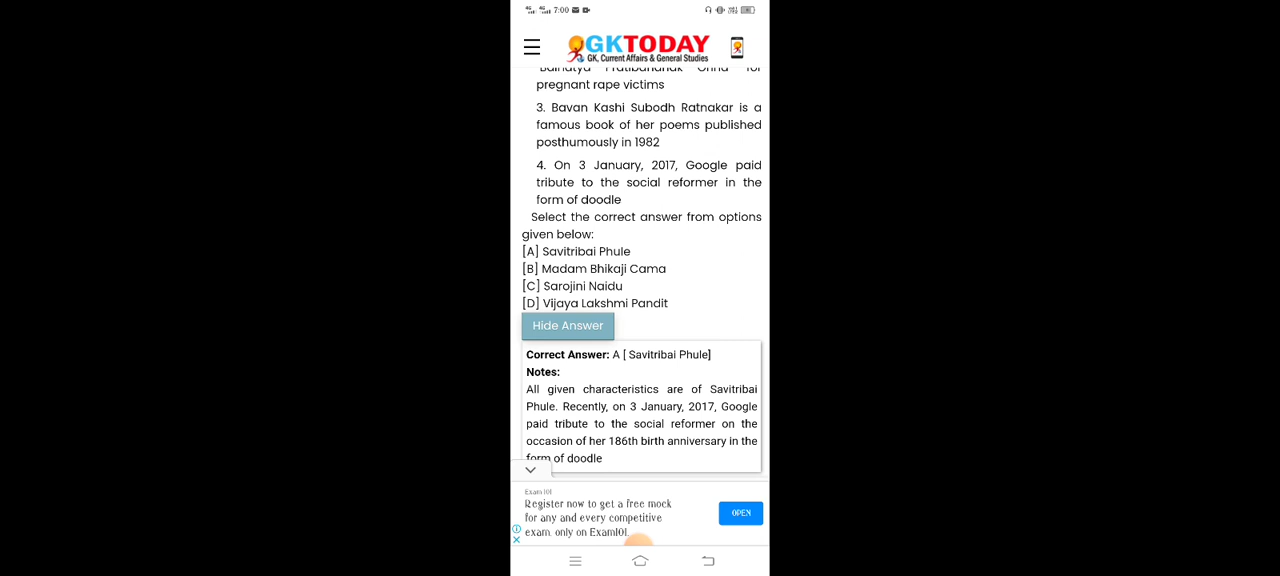 7:00
GKTODAY
GK, Current Affairs & General Studies
pregnant rape victims
3. Bavan Kashi Subodh Ratnakar is a
famous book of her poems published
posthumously in 1982
4. On 3 January, 2017, Google paid
tribute to the social reformer in the
form of doodle
Select the correct answer from options
given below:
[A] Savitribai Phule
[B] Madam Bhikaji Cama
[C] Sarojini Naidu
[D] Vijaya Lakshmi Pandit
Hide Answer
Correct Answer: A [ Savitribai Phule]
Notes:
All given characteristics are of Savitribai
Phule. Recently, on 3 January, 2017, Google
paid tribute to the social reformer on the
occasion of her 186th birth anniversary in the
form of doodle
Exam 101
Register now to get a free mock
for any and every competitive
exam, only on Exam101.
OPEN